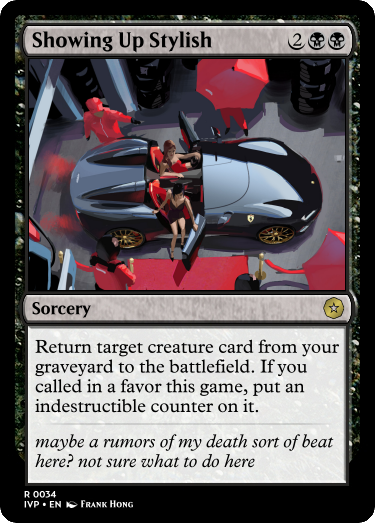 Showing Up Stylish 2
Sorcery
Return target creature card from your
graveyard to the battlefield. If you
called in a favor this game, put an
indestructible counter on it.
maybe a rumors of my death sort of beat
here? not sure what to do here
R 0034
IVP • EN Frank Hong